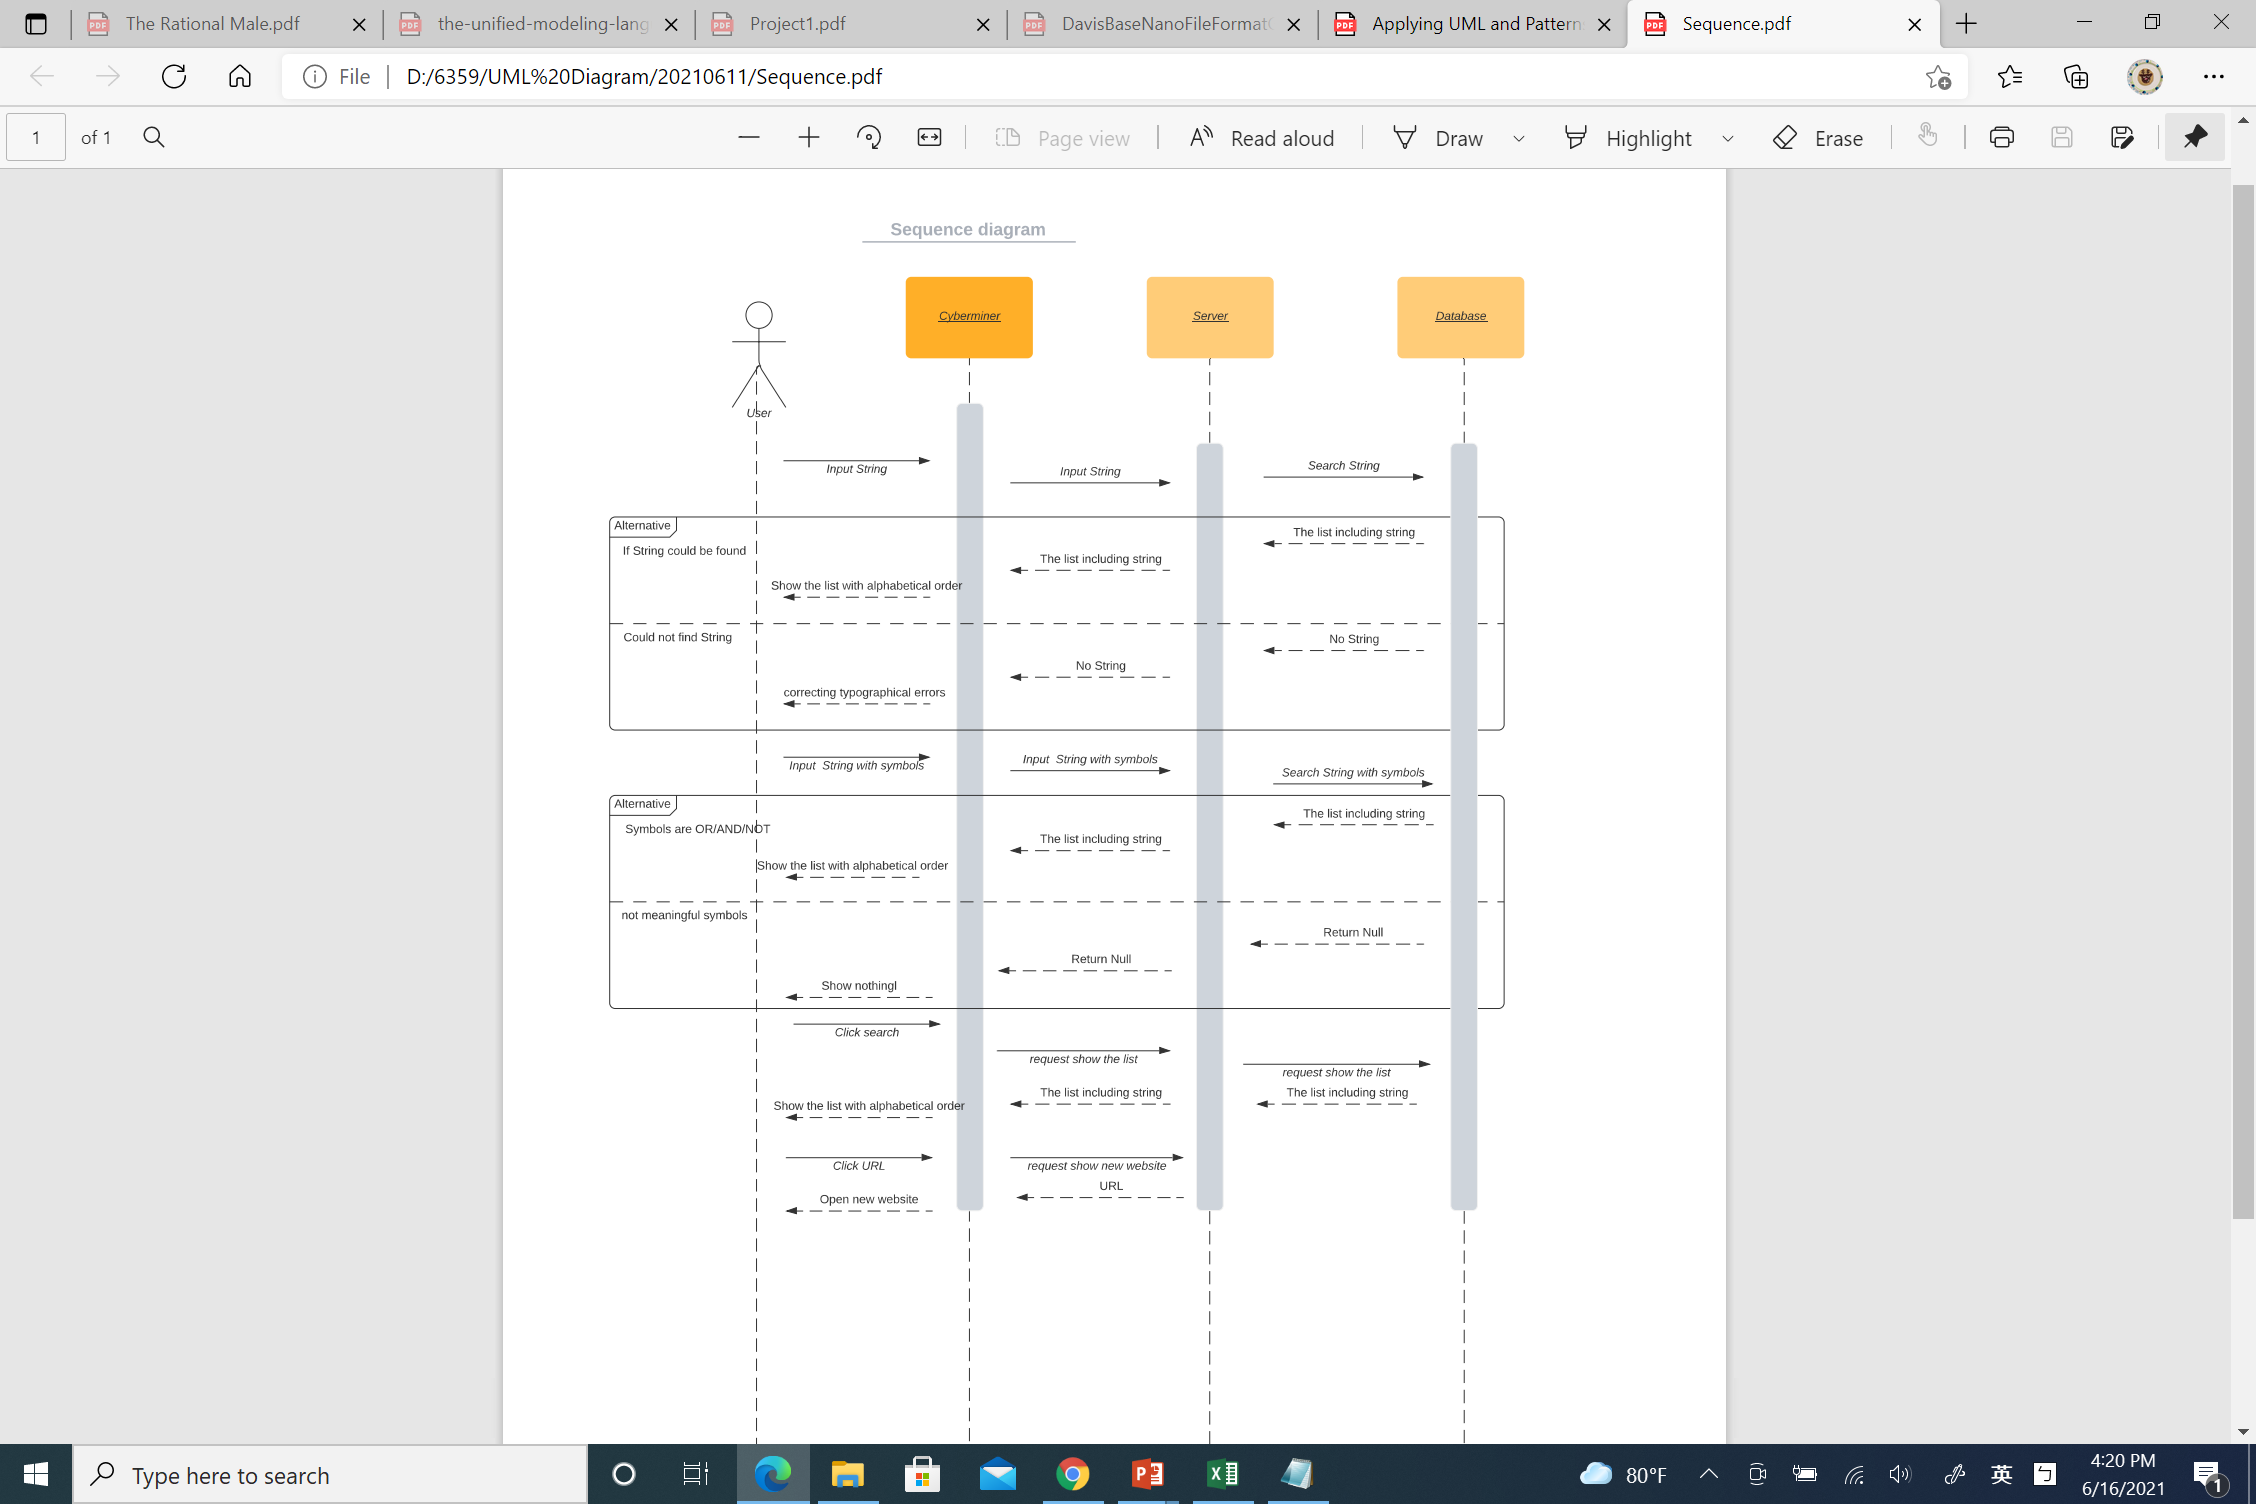 The Rational Male.pdf
the-unified-modeling-lang
Project1.pdf
DavisBaseNanoFileFormat
Applying UML and Pattern
Sequence.pdf
File
D:/6359/UML%20Diagram/20210611/Sequence.pdf
1 of 1
Page view
Read aloud
Draw
Highlight
Erase
Sequence diagram
Cyberminer
Server
Database
User
Input String
Input String
Search String
Alternative
If String could be found
The list including string
The list including string
Show the list with alphabetical order
Could not find String
No String
No String
correcting typographical errors
Input  String with symbols
Input  String with symbols
Search String with symbols
Alternative
Symbols are OR/AND/NOT
The list including string
The list including string
Show the list with alphabetical order
not meaningful symbols
Return Null
Return Null
Show nothingl
Click search
request show the list
request show the list
The list including string
The list including string
Show the list with alphabetical order
Click URL
request show new website
URL
Open new website
Type here to search
80°F
英
4:20 PM
6/16/2021
1